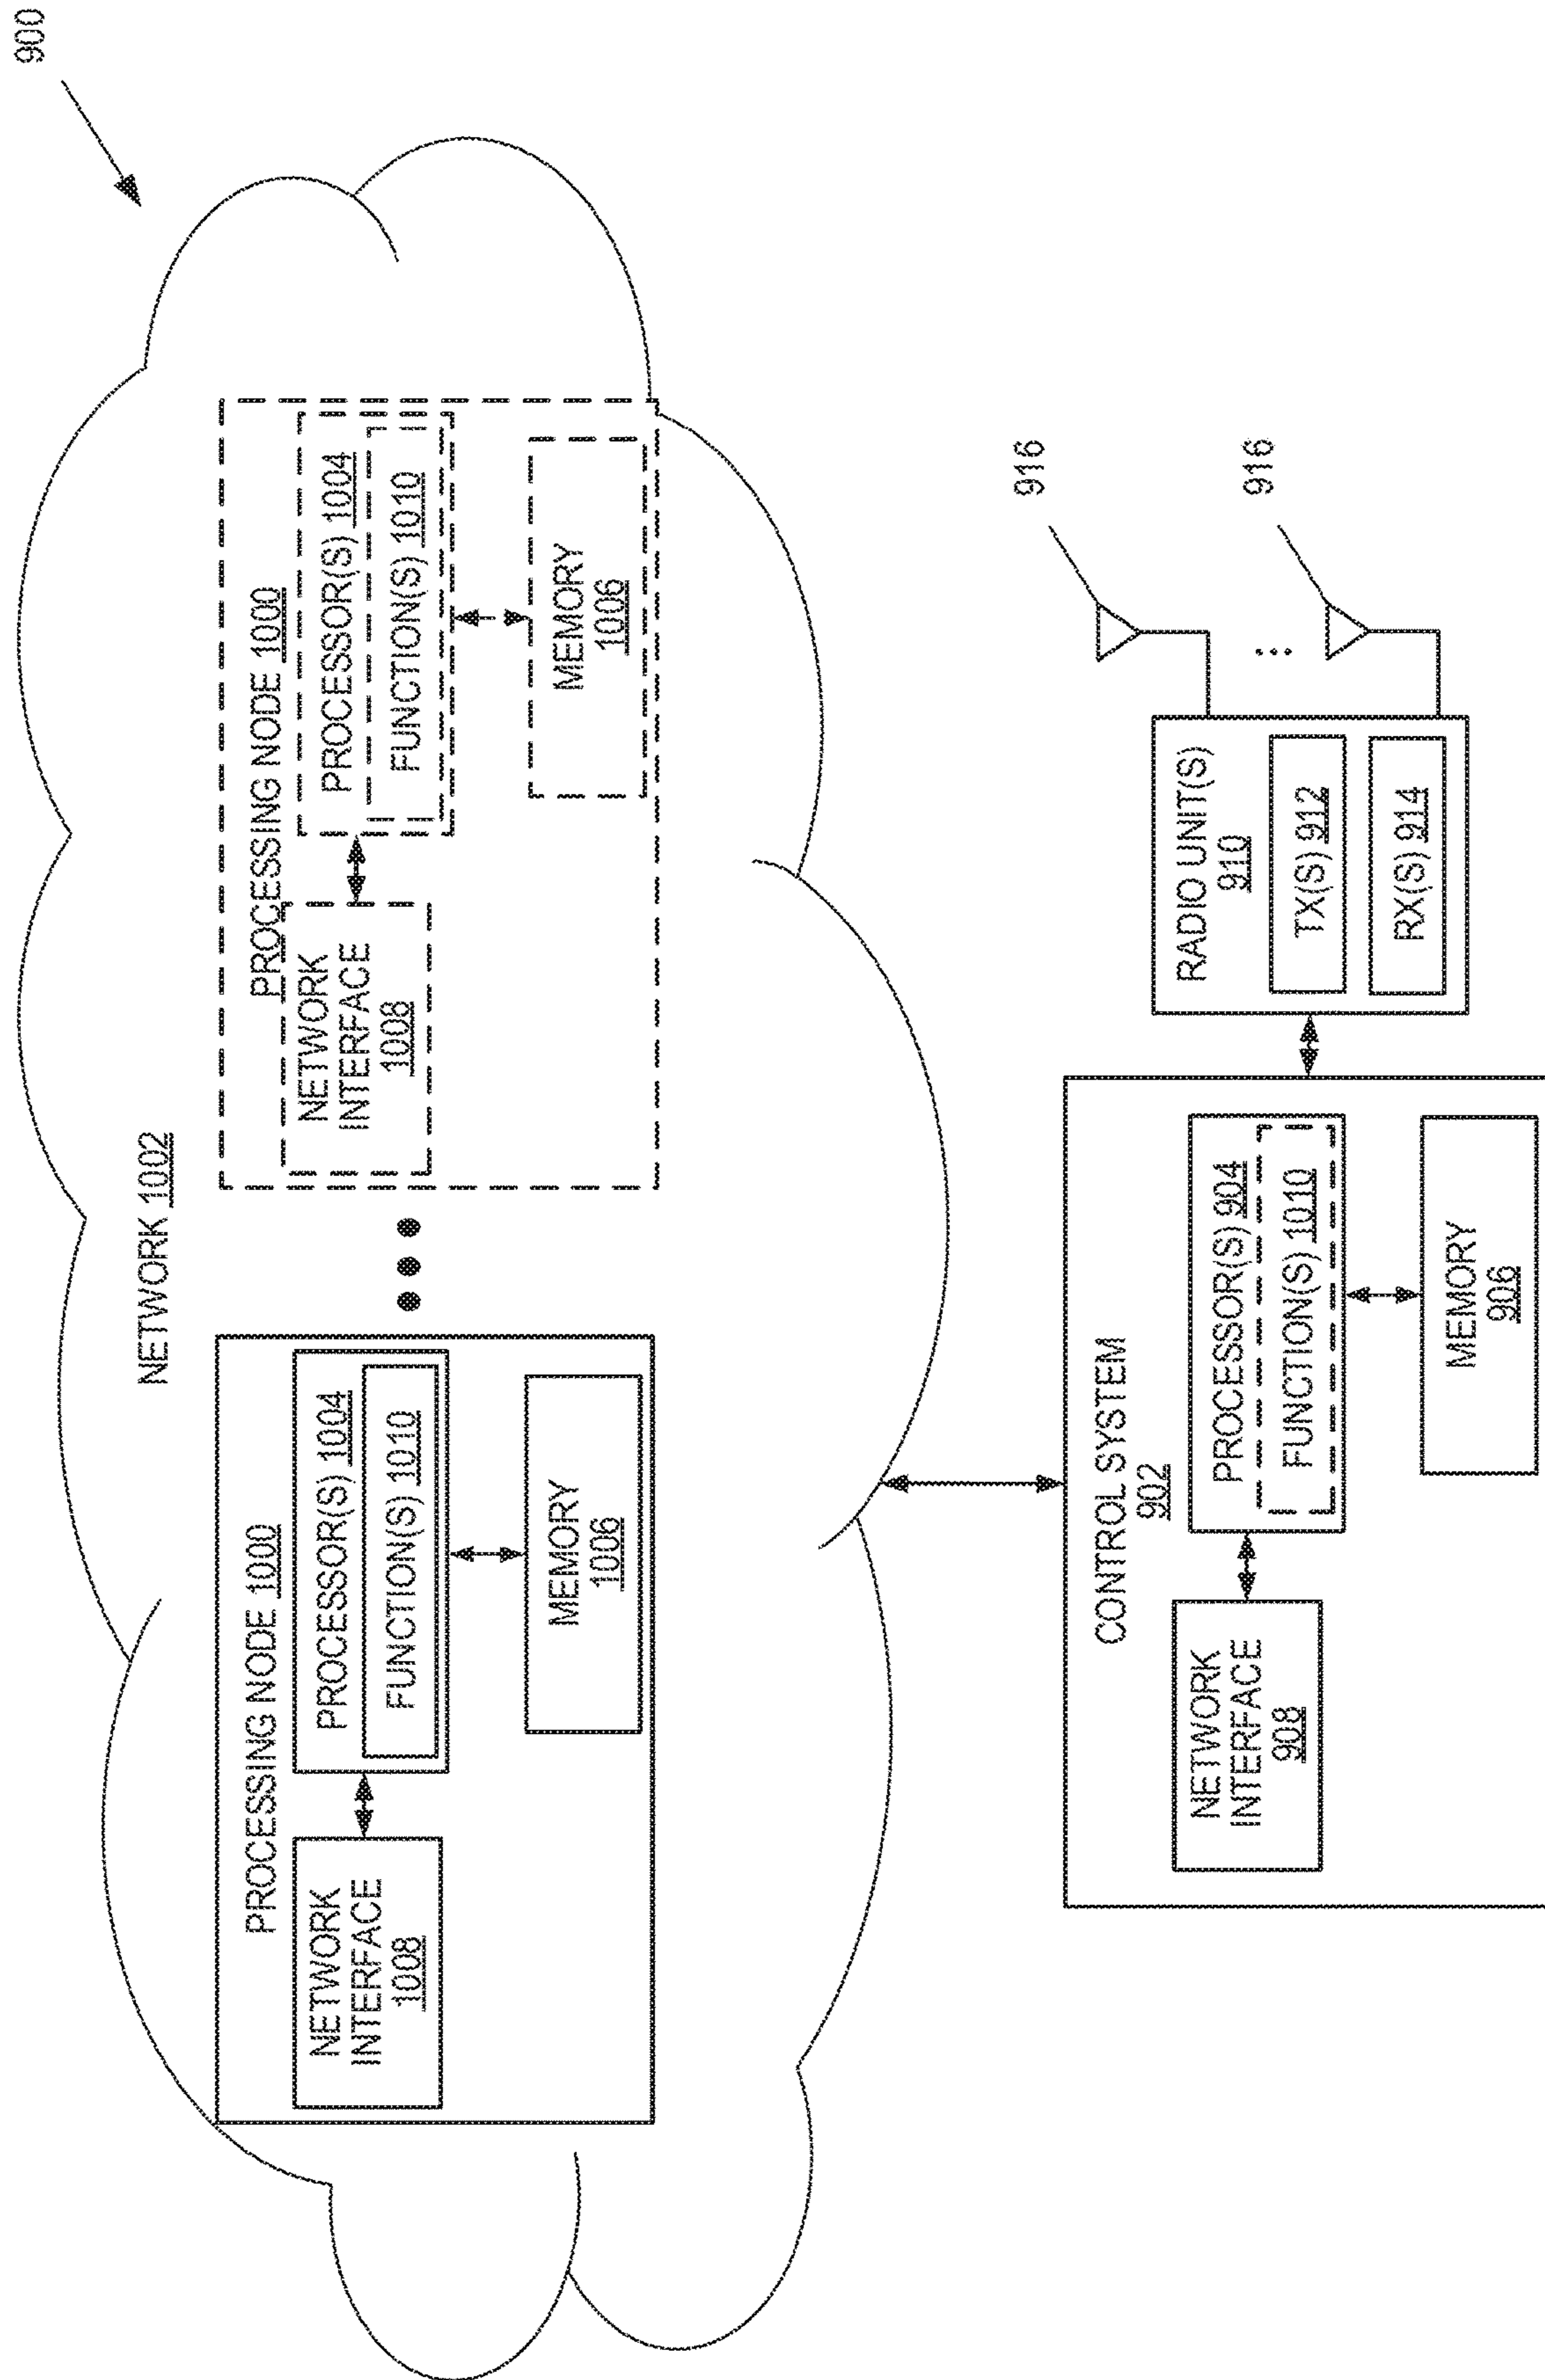 900
NETWORK 1002
PROCESSING NODE 1000
NETWORK
INTERFACE
1008
PROCESSOR(S) 1004
FUNCTION(S) 1010
MEMORY
1006
PROCESSING NODE 1000
NETWORK
INTERFACE
1008
PROCESSOR(S) 1004
FUNCTION(S) 1010
MEMORY
1006
CONTROL SYSTEM
902
NETWORK
INTERFACE
908
PROCESSOR(S) 904
FUNCTION(S) 1010
MEMORY
906
RADIO UNIT(S)
910
TX(S) 912
RX(S) 914
916
916